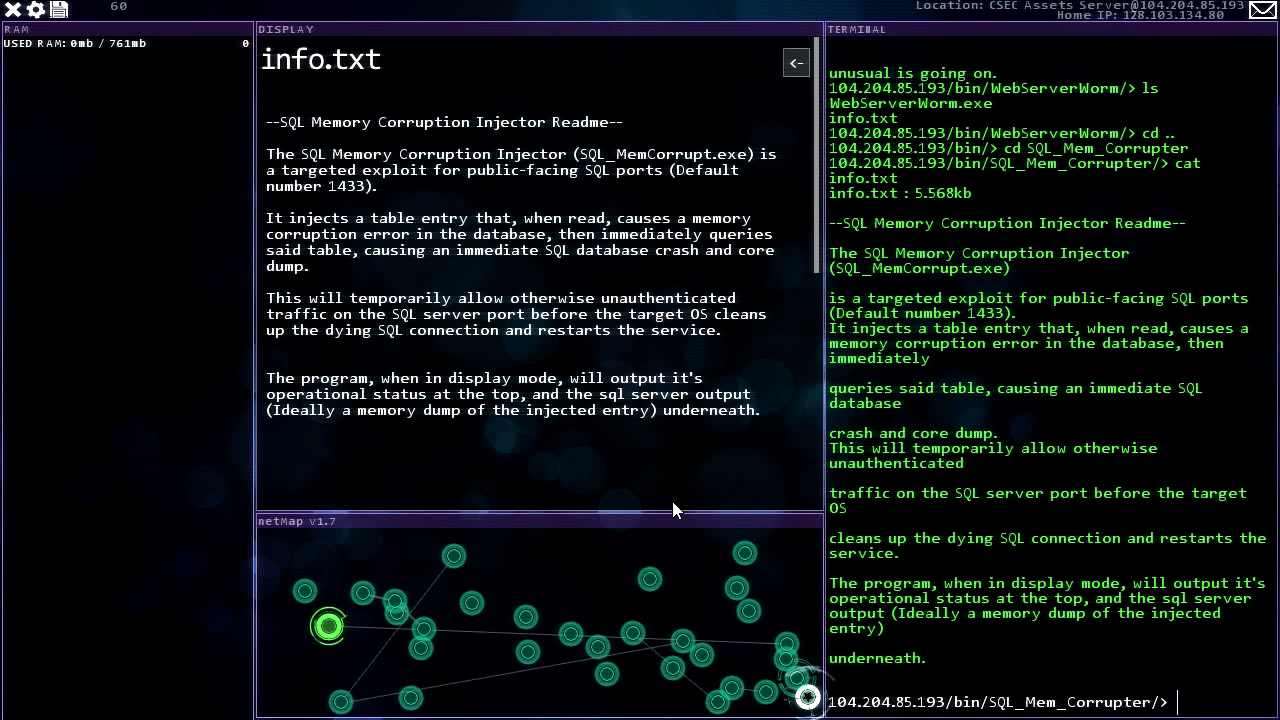 60
Location: CSEC Assets Server@104.204.85.193
Home IP: 128.103.134.80
RAM
USED RAM: 0mb / 761mb 0
DISPLAY
info.txt
<-
--SQL Memory Corruption Injector Readme--
The SQL Memory Corruption Injector (SQL_MemCorrupt.exe) is
a targeted exploit for public-facing SQL ports (Default
number 1433).
It injects a table entry that, when read, causes a memory
corruption error in the database, then immediately queries
said table, causing an immediate SQL database crash and core
dump.
This will temporarily allow otherwise unauthenticated
traffic on the SQL server port before the target OS cleans
up the dying SQL connection and restarts the service.
The program, when in display mode, will output it's
operational status at the top, and the sql server output
(Ideally a memory dump of the injected entry) underneath.
netMap v1.7
TERMINAL
unusual is going on.
104.204.85.193/bin/WebServerWorm/> ls
WebServerWorm.exe
info.txt
104.204.85.193/bin/WebServerWorm/> cd ..
104.204.85.193/bin/> cd SQL_Mem_Corrupter
104.204.85.193/bin/SQL_Mem_Corrupter/> cat
info.txt
info.txt : 5.568kb
--SQL Memory Corruption Injector Readme--
The SQL Memory Corruption Injector
(SQL_MemCorrupt.exe)
is a targeted exploit for public-facing SQL ports
(Default number 1433).
It injects a table entry that, when read, causes a
memory corruption error in the database, then
immediately
queries said table, causing an immediate SQL
database
crash and core dump.
This will temporarily allow otherwise
unauthenticated
traffic on the SQL server port before the target
OS
cleans up the dying SQL connection and restarts the
service.
The program, when in display mode, will output it's
operational status at the top, and the sql server
output (Ideally a memory dump of the injected
entry)
underneath.
104.204.85.193/bin/SQL_Mem_Corrupter/>